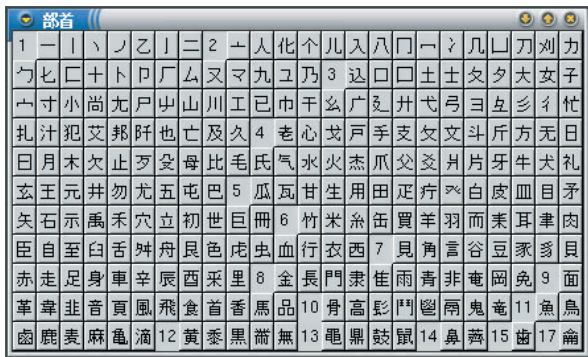 部首
1 一 丨 丶 ノ 乙 亅 二 2 亠 人 化 个 儿 入 八 冂 冖 冫 几 凵 刀 刈 力
勹 匕 匚 十 卜 卩 厂 厶 又 マ 九 ユ 乃 3 込 口 囗 土 士 夂 夕 大 女 子
宀 寸 小 尚 尢 尸 屮 山 川 工 已 巾 干 幺 广 廴 廾 弋 弓 ヨ 彑 彡 彳 忙
扎 汁 犯 艾 邦 阡 也 亡 及 久 4 老 心 戈 戸 手 支 攵 文 斗 斤 方 无 日
曰 月 木 欠 止 歹 殳 母 比 毛 氏 气 水 火 杰 爪 父 爻 爿 片 牙 牛 犬 礼
玄 王 元 井 勿 尤 五 屯 巴 5 瓜 瓦 甘 生 用 田 疋 疔 癶 白 皮 皿 目 矛
矢 石 示 禹 禾 穴 立 初 世 巨 冊 6 竹 米 糸 缶 買 羊 羽 而 耒 耳 聿 肉
臣 自 至 臼 舌 舛 舟 艮 色 虍 虫 血 行 衣 西 7 見 角 言 谷 豆 豕 豸 貝
赤 走 足 身 車 辛 辰 酉 釆 里 8 金 長 門 隶 隹 雨 青 非 奄 岡 免 9 面
革 韋 韭 音 頁 風 飛 食 首 香 馬 品 10 骨 高 髟 鬥 鬯 鬲 鬼 竜 11 魚 鳥
鹵 鹿 麦 麻 亀 滴 12 黄 黍 黒 黹 無 13 黽 鼎 鼓 鼠 14 鼻 齊 15 歯 17 龠